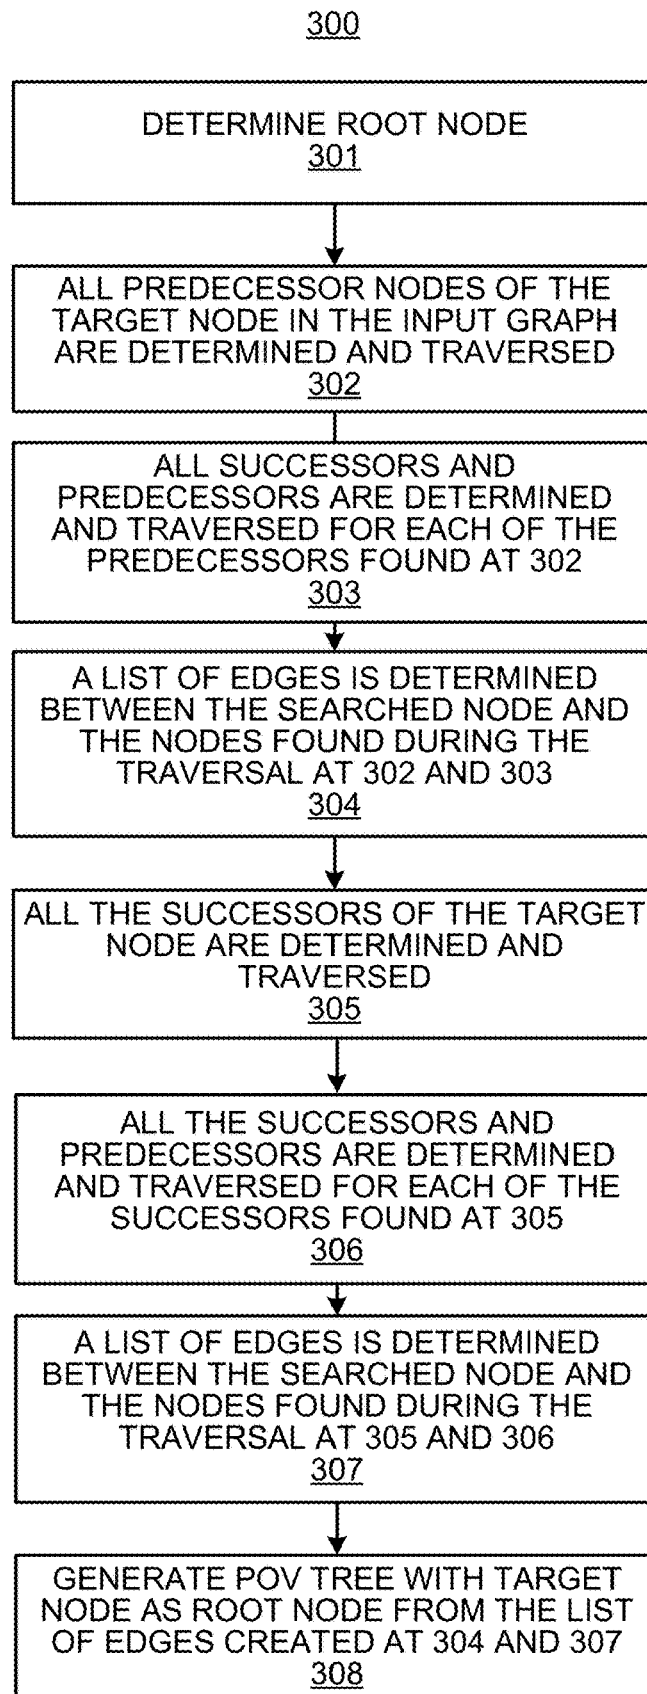 300
DETERMINE ROOT NODE
301
ALL PREDECESSOR NODES OF THE
TARGET NODE IN THE INPUT GRAPH
ARE DETERMINED AND TRAVERSED
302
ALL SUCCESSORS AND
PREDECESSORS ARE DETERMINED
AND TRAVERSED FOR EACH OF THE
PREDECESSORS FOUND AT 302
303
A LIST OF EDGES IS DETERMINED
BETWEEN THE SEARCHED NODE AND
THE NODES FOUND DURING THE
TRAVERSAL AT 302 AND 303
304
ALL THE SUCCESSORS OF THE TARGET
NODE ARE DETERMINED AND
TRAVERSED
305
ALL THE SUCCESSORS AND
PREDECESSORS ARE DETERMINED
AND TRAVERSED FOR EACH OF THE
SUCCESSORS FOUND AT 305
306
A LIST OF EDGES IS DETERMINED
BETWEEN THE SEARCHED NODE AND
THE NODES FOUND DURING THE
TRAVERSAL AT 305 AND 306
307
GENERATE POV TREE WITH TARGET
NODE AS ROOT NODE FROM THE LIST
OF EDGES CREATED AT 304 AND 307
308